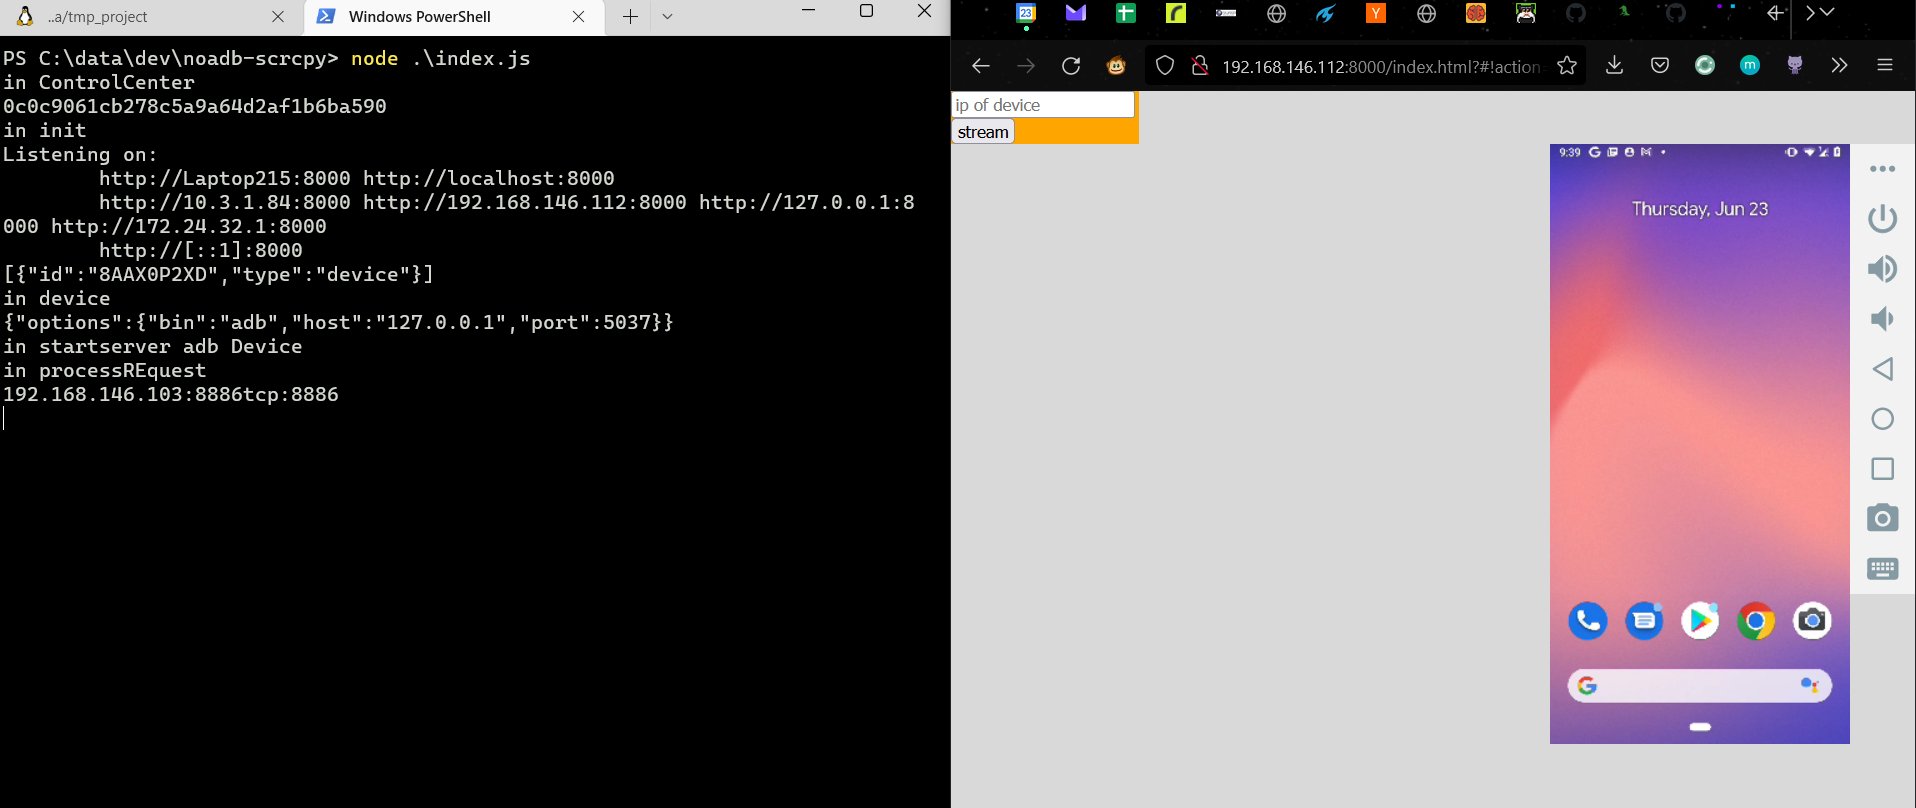 ..a/tmp_project
Windows PowerShell
PS C:\data\dev\noadb-scrcpy> node .\index.js
in ControlCenter
0c0c9061cb278c5a9a64d2af1b6ba590
in init
Listening on:
http://Laptop215:8000 http://localhost:8000
http://10.3.1.84:8000 http://192.168.146.112:8000 http://127.0.0.1:8
000 http://172.24.32.1:8000
http://[::1]:8000
[{"id":"8AAX0P2XD","type":"device"}]
in device
{"options":{"bin":"adb","host":"127.0.0.1","port":5037}}
in startserver adb Device
in processREquest
192.168.146.103:8886tcp:8886
23
Y
192.168.146.112:8000/index.html?#!action=
m
ip of device
stream
9:39
Thursday, Jun 23